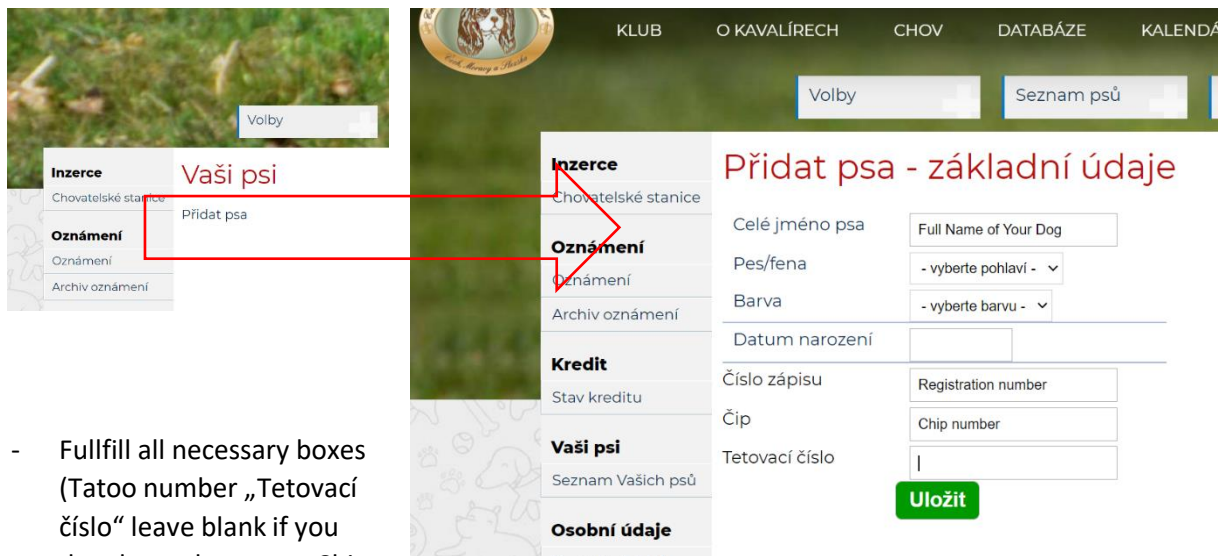 Volby
Inzerce
Vaši psi
Chovatelské stanice
Přidat psa
Oznámení
Oznámení
Archiv oznámení
- Fullfill all necessary boxes
(Tatoo number „Tetovací
číslo“ leave blank if you
KLUB O KAVALÍRECH CHOV DATABÁZE KALENDÁ
Volby Seznam psů
Inzerce
Chovatelské stanice
Oznámení
Oznámení
Archiv oznámení
Kredit
Stav kreditu
Vaši psi
Seznam Vašich psů
Osobní údaje
Přidat psa - základní údaje
Celé jméno psa Full Name of Your Dog
Pes/fena - vyberte pohlaví -
Barva - vyberte barvu -
Datum narození
Číslo zápisu Registration number
Čip Chip number
Tetovací číslo
Uložit